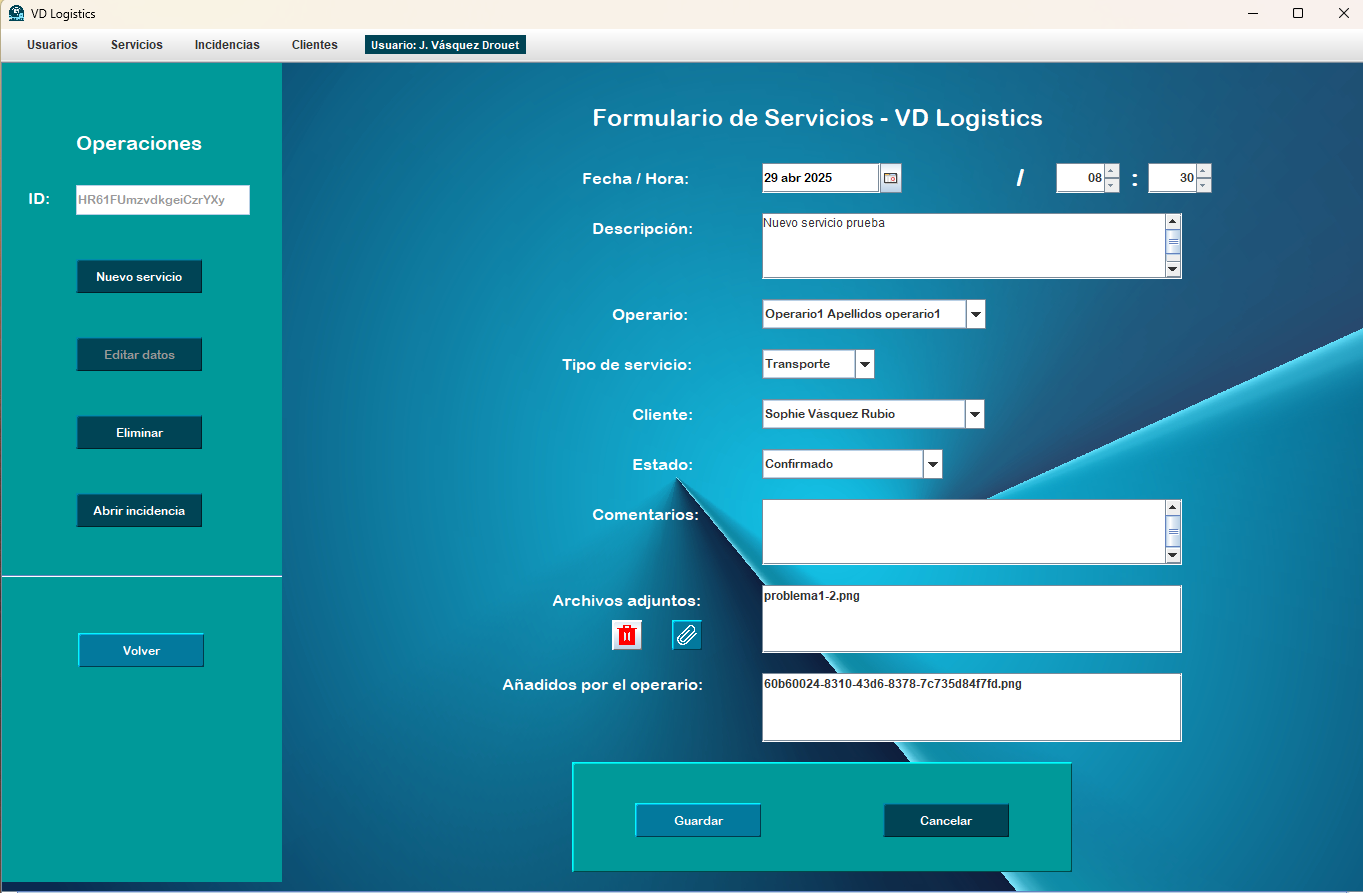 VD Logistics
Usuarios Servicios Incidencias Clientes Usuario: J. Vásquez Drouet
Operaciones
ID: HR61FUmzvdkgeiCzrYXy
Nuevo servicio
Editar datos
Eliminar
Abrir incidencia
Volver
Formulario de Servicios - VD Logistics
Fecha / Hora: 29 abr 2025 / 08 : 30
Descripción: Nuevo servicio prueba
Operario: Operario1 Apellidos operario1
Tipo de servicio: Transporte
Cliente: Sophie Vásquez Rubio
Estado: Confirmado
Comentarios:
Archivos adjuntos: problema1-2.png
Añadidos por el operario: 60b60024-8310-43d6-8378-7c735d84f7fd.png
Guardar Cancelar